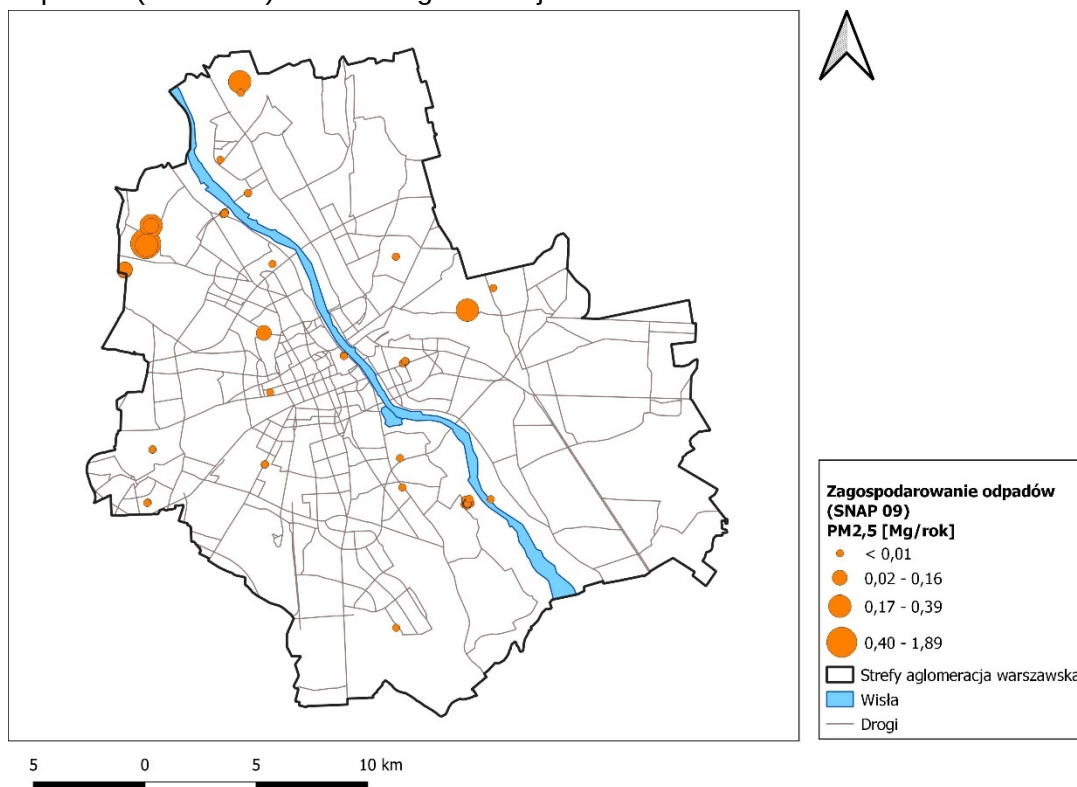 Zagospodarowanie odpadów
(SNAP 09)
PM2,5 [Mg/rok]
< 0,01
0,02 - 0,16
0,17 - 0,39
0,40 - 1,89
Strefy aglomeracja warszawska
Wisła
Drogi
5 0 5 10 km